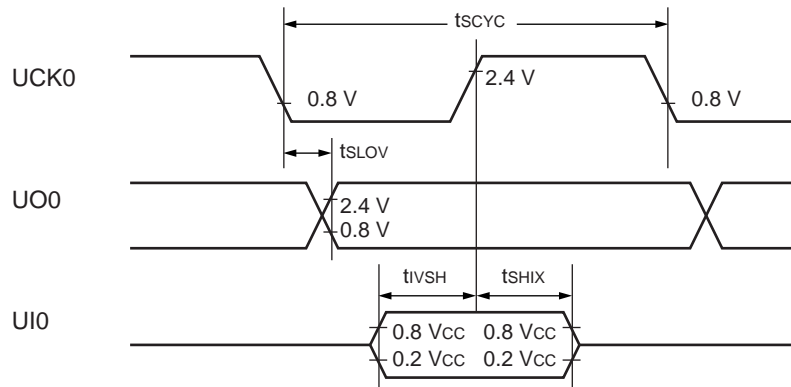 tSCYC
UCK0
0.8 V
2.4 V
0.8 V
tSLOV
UO0
2.4 V
0.8 V
tIVSH
tSHIX
UI0
0.8 VCC
0.8 VCC
0.2 VCC
0.2 VCC